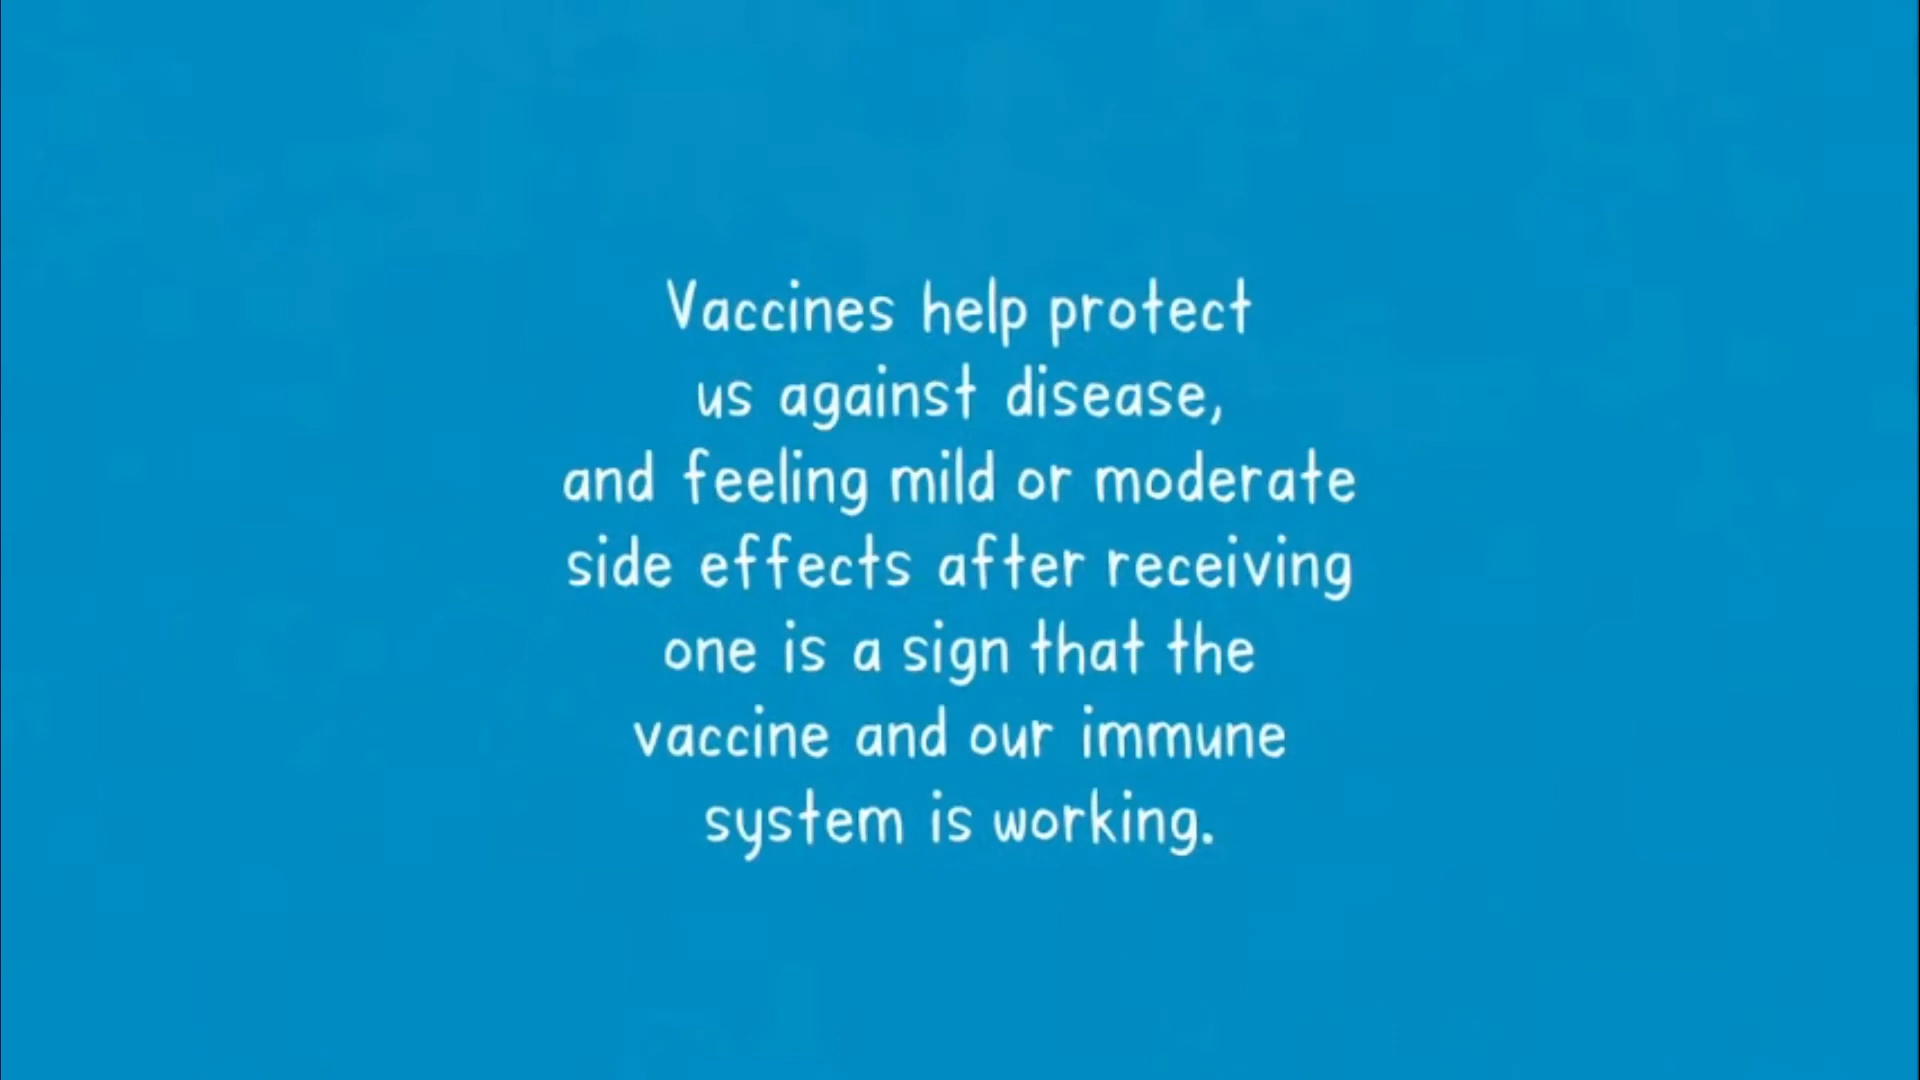 Vaccines help protect
us against disease,
and feeling mild or moderate
side effects after receiving
one is a sign that the
vaccine and our immune
system is working.